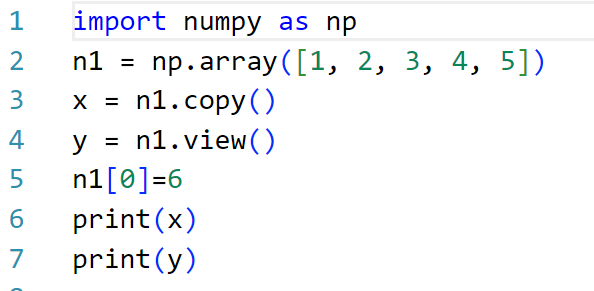 1 import numpy as np
2 n1 = np.array([1, 2, 3, 4, 5])
3 x = n1.copy()
4 y = n1.view()
5 n1[0]=6
6 print(x)
7 print(y)